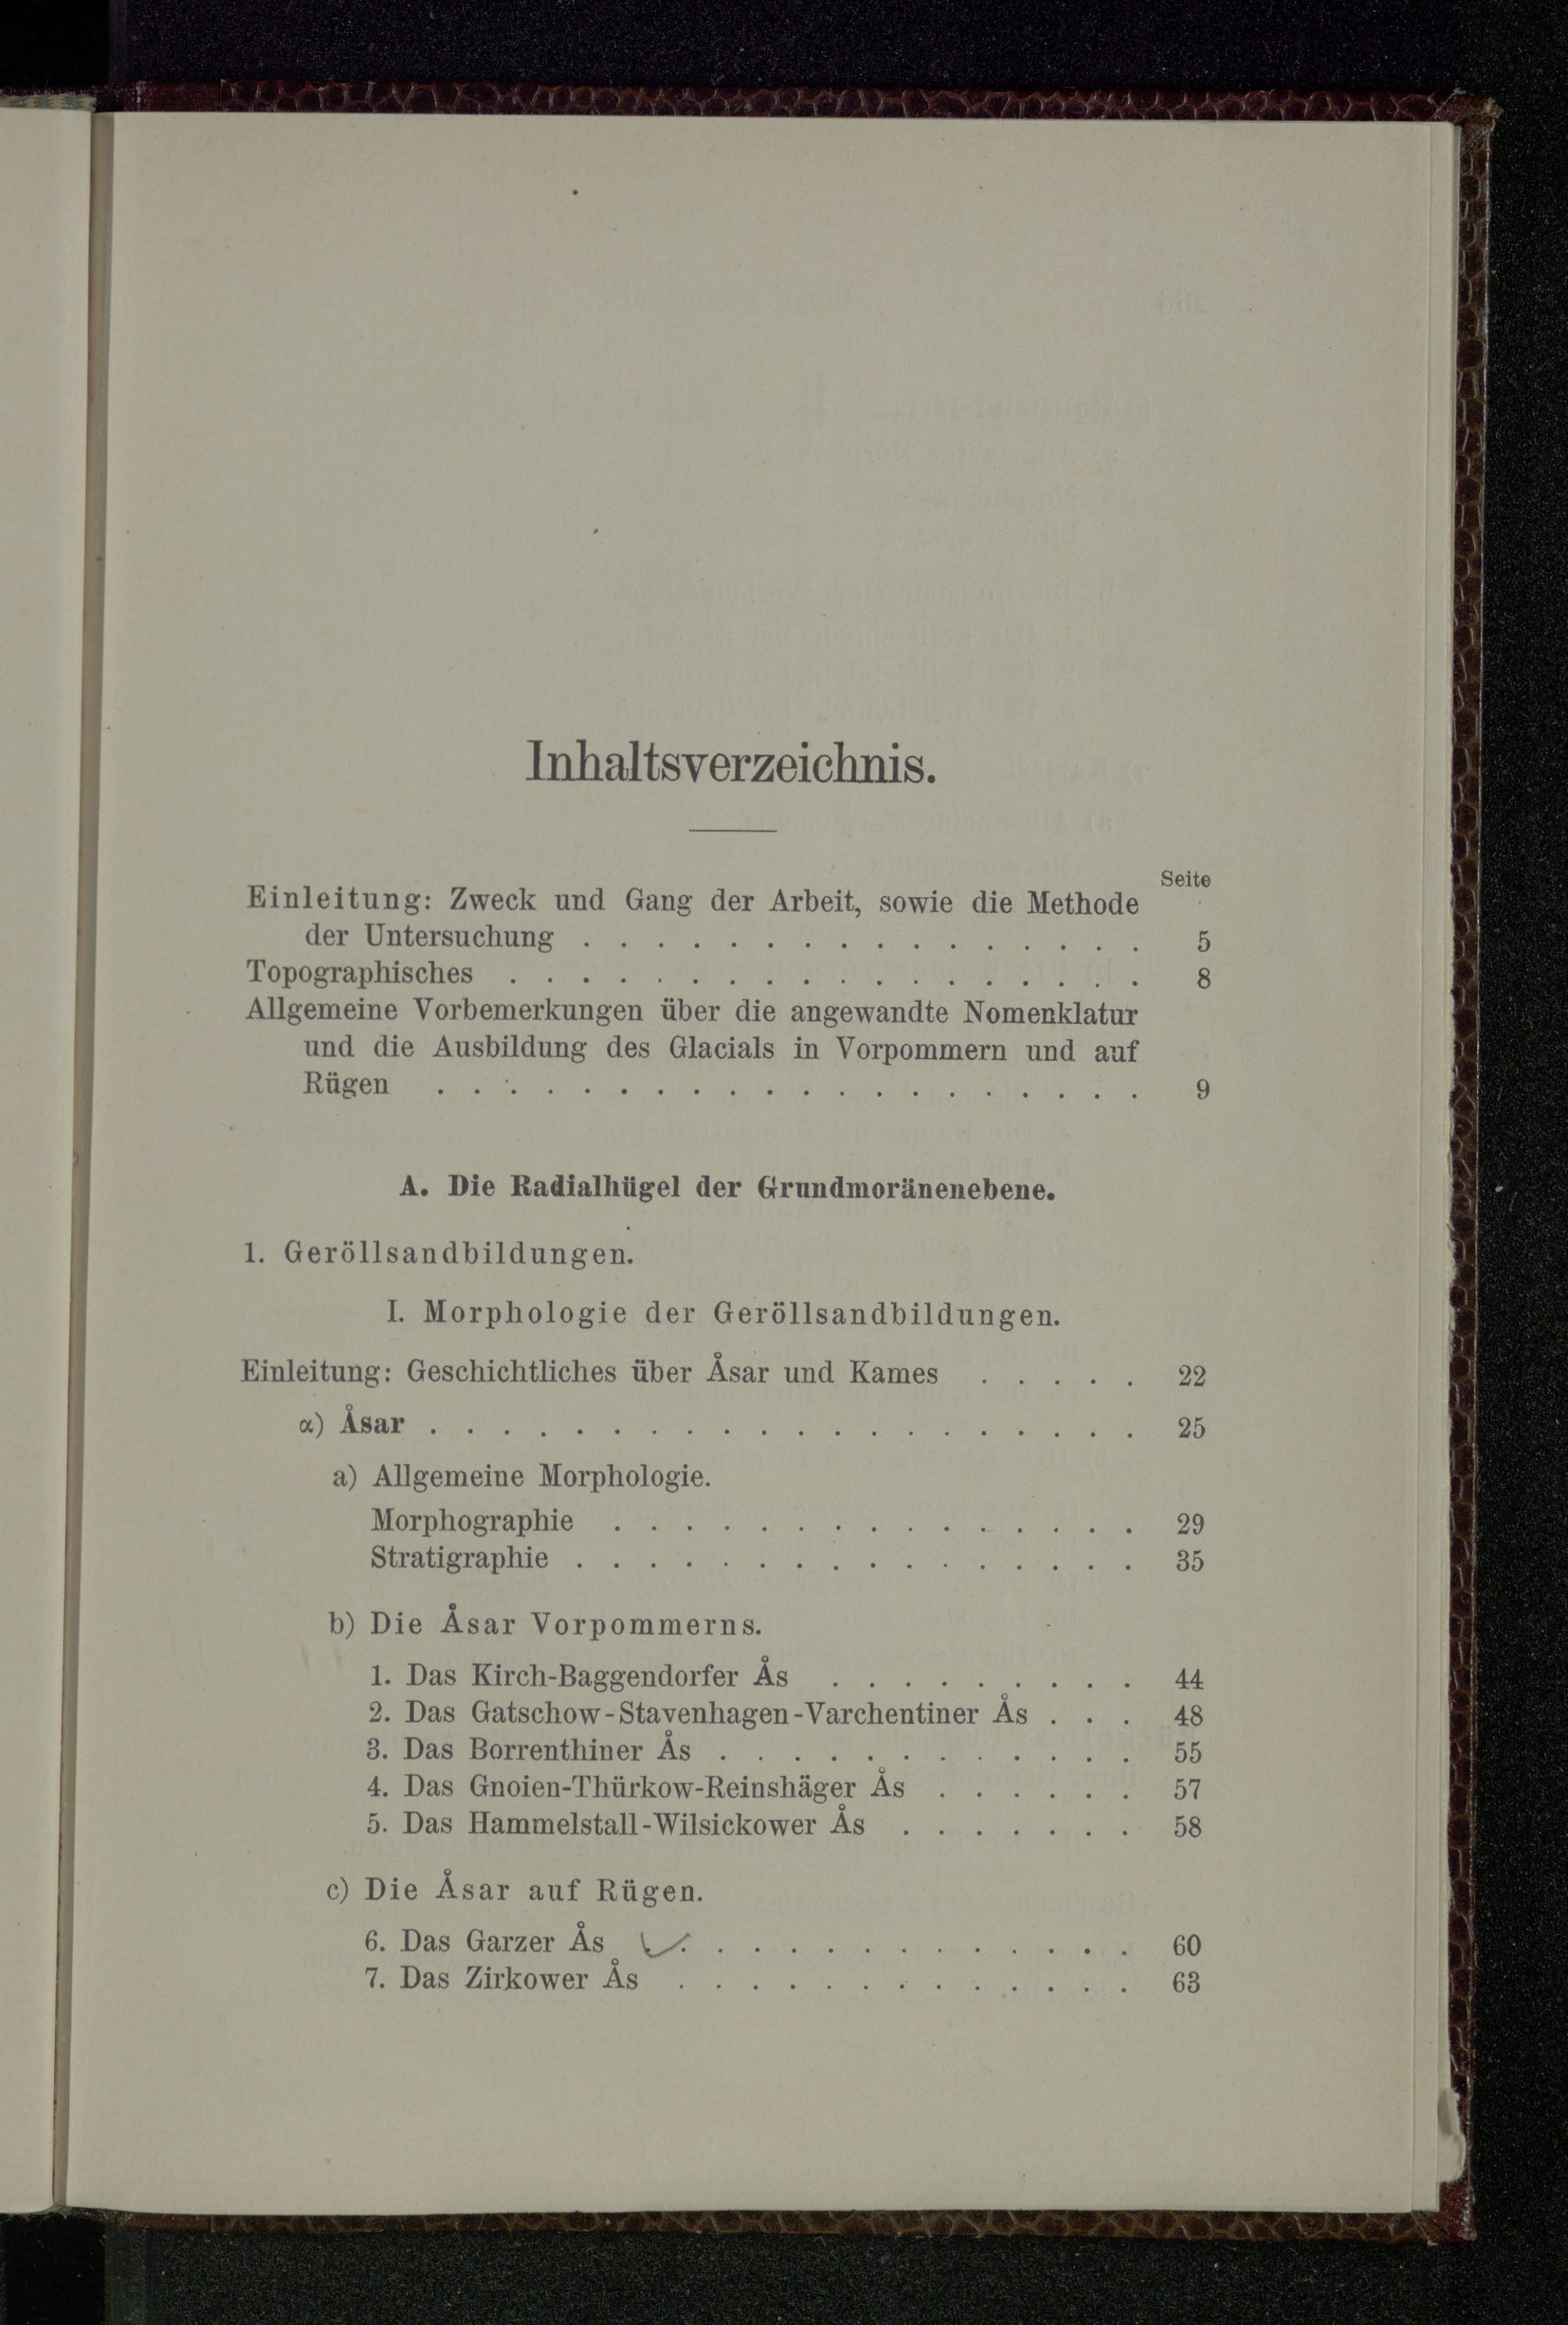 Inhaltsverzeichnis.
Seite
Einleitung: Zweck und Gang der Arbeit, sowie die Methode
der Untersuchung . . . . . . . . . . . . . . . . 5
Topographisches . . . . . . . . . . . . . . . . . . 8
Allgemeine Vorbemerkungen über die angewandte Nomenklatur
und die Ausbildung des Glacials in Vorpommern und auf
Rügen . . . . . . . . . . . . . . . . . . . . 9
A. Die Radialhügel der Grundmoränenebene.
1. Geröllsandbildungen.
I. Morphologie der Geröllsandbildungen.
Einleitung: Geschichtliches über Åsar und Kames . . . . . 22
α) Åsar . . . . . . . . . . . . . . . . . . . . 25
a) Allgemeine Morphologie.
Morphographie . . . . . . . . . . . . . . . 29
Stratigraphie . . . . . . . . . . . . . . . . 35
b) Die Åsar Vorpommerns.
1. Das Kirch-Baggendorfer Ås . . . . . . . . . 44
2. Das Gatschow-Stavenhagen-Varchentiner Ås . . . 48
3. Das Borrenthiner Ås . . . . . . . . . . . . 55
4. Das Gnoien-Thürkow-Reinshäger Ås . . . . . . 57
5. Das Hammelstall-Wilsickower Ås . . . . . . . 58
c) Die Åsar auf Rügen.
6. Das Garzer Ås . . . . . . . . . . . . . . 60
7. Das Zirkower Ås . . . . . . . . . . . . . 63